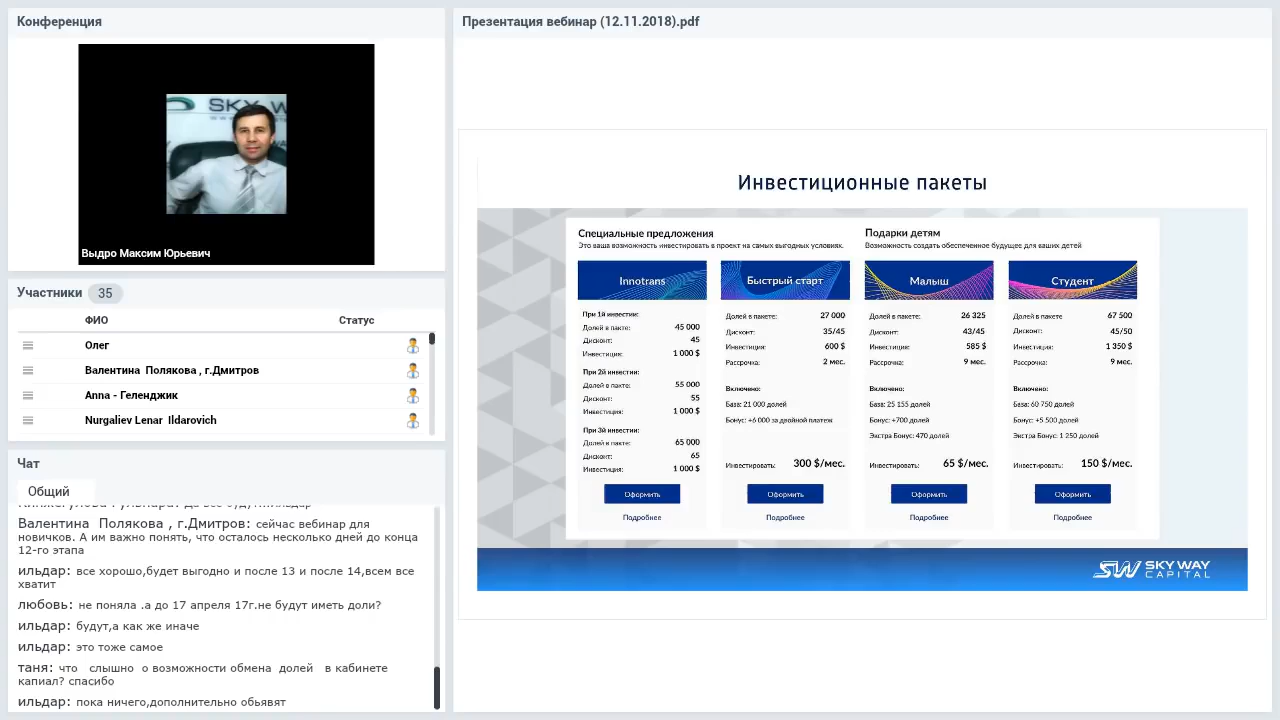 Конференция
SKY W
Выдро Максим Юрьевич
Участники 35
ФИО Статус
Олег
Валентина Полякова , г.Дмитров
Anna - Геленджик
Nurgaliev Lenar Ildarovich
Чат
Общий
Валентина Полякова , г.Дмитров: сейчас вебинар для
новичков. А им важно понять, что осталось несколько дней до конца
12-го этапа
ильдар: все хорошо,будет выгодно и после 13 и после 14,всем все
хватит
любовь: не поняла .а до 17 апреля 17г.не будут иметь доли?
ильдар: будут,а как же иначе
ильдар: это тоже самое
таня: что слышно о возможности обмена долей в кабинете
капиал? спасибо
ильдар: пока ничего,дополнительно обьявят
Презентация вебинар (12.11.2018).pdf
Инвестиционные пакеты
Специальные предложения
Это ваша возможность инвестировать в проект на самых выгодных условиях.
Innotrans
При 1й инвестии:
Долей в пакте: 45 000
Дисконт: 45
Инвестиция: 1 000 $
При 2й инвестии:
Долей в пакте: 55 000
Дисконт: 55
Инвестиция: 1 000 $
При 3й инвестии:
Долей в пакте: 65 000
Дисконт: 65
Инвестиция: 1 000 $
Оформить
Подробнее
Быстрый старт
Долей в пакете: 27 000
Дисконт: 35/45
Инвестиция: 600 $
Рассрочка: 2 мес.
Включено:
База: 21 000 долей
Бонус: +6 000 за двойной платеж
Инвестировать: 300 $/мес.
Оформить
Подробнее
Подарки детям
Возможность создать обеспеченное будущее для ваших детей
Малыш
Долей в пакете: 26 325
Дисконт: 43/45
Инвестиция: 585 $
Рассрочка: 9 мес.
Включено:
База: 25 155 долей
Бонус: +700 долей
Экстра Бонус: 470 долей
Инвестировать: 65 $/мес.
Оформить
Подробнее
Студент
Долей в пакете 67 500
Дисконт: 45/50
Инвестиция: 1 350 $
Рассрочка: 9 мес.
Включено:
База: 60 750 долей
Бонус: +5 500 долей
Экстра Бонус: 1 250 долей
Инвестировать: 150 $/мес.
Оформить
Подробнее
SW SKY WAY
CAPITAL